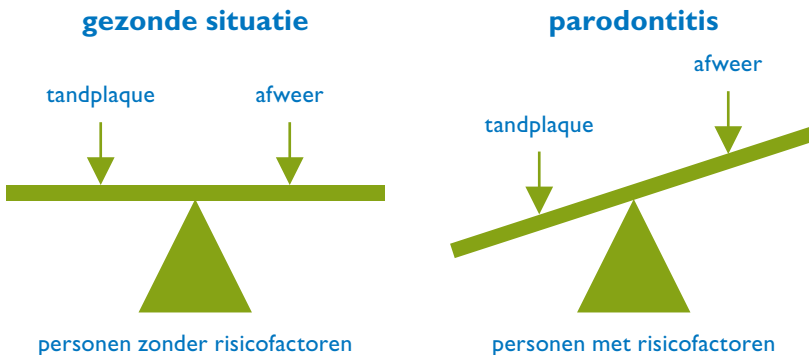 gezonde situatie
tandplaque
afweer
personen zonder risicofactoren
parodontitis
afweer
tandplaque
personen met risicofactoren